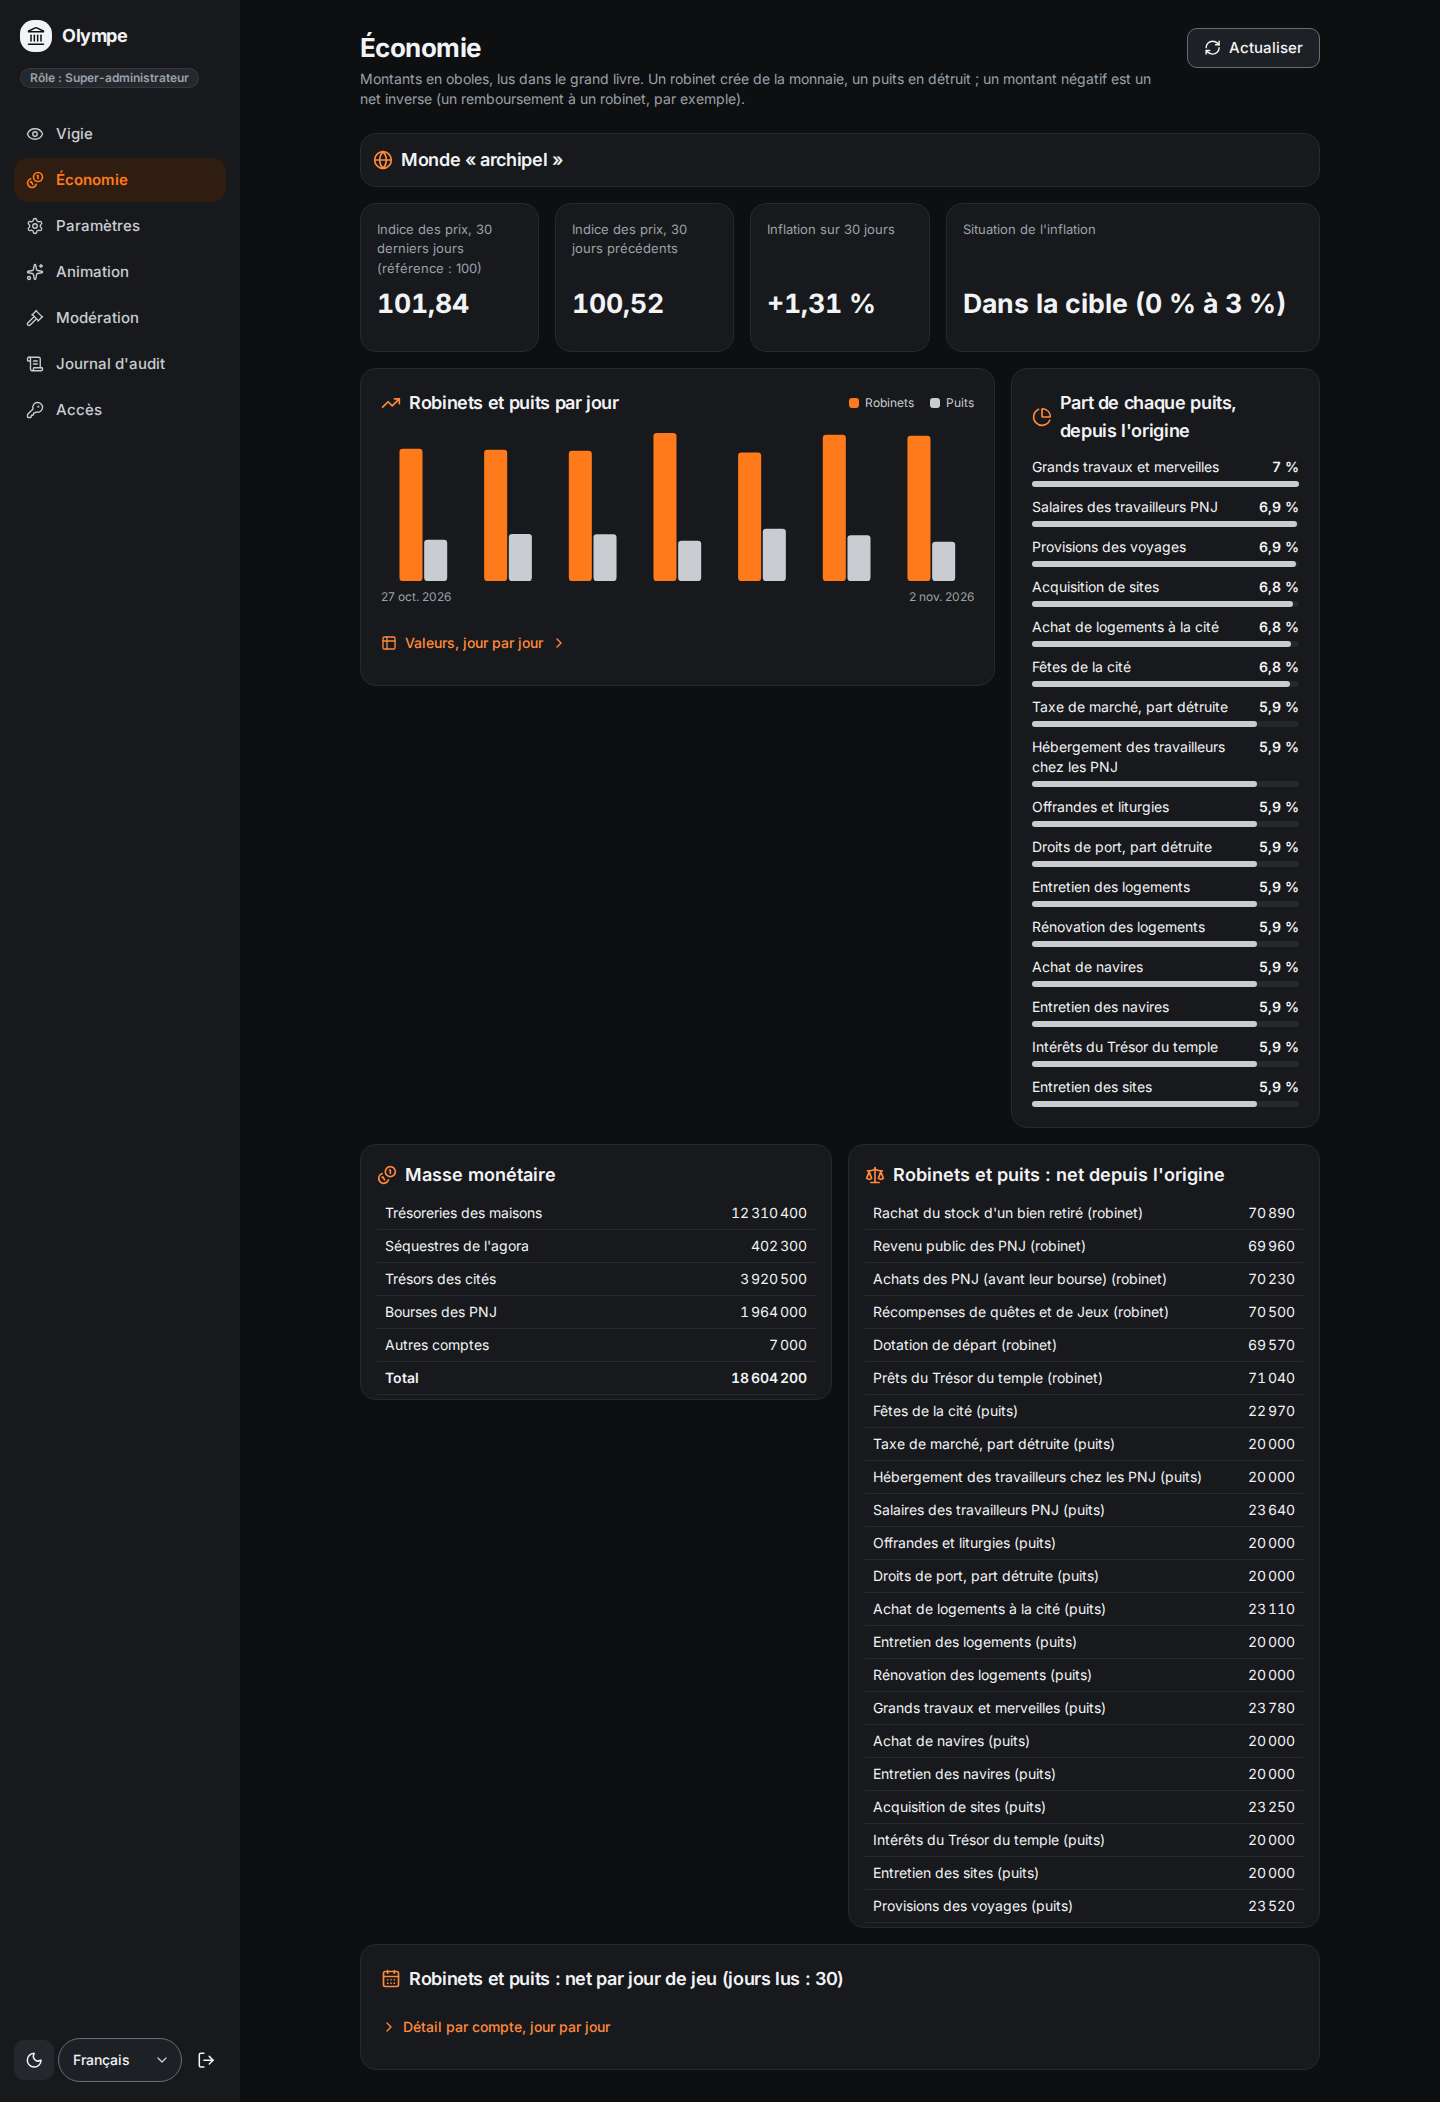 Olympe
Rôle : Super-administrateur
Vigie
Économie
Paramètres
Animation
Modération
Journal d'audit
Accès
Français
Économie
Montants en oboles, lus dans le grand livre. Un robinet crée de la monnaie, un puits en détruit ; un montant négatif est un
net inverse (un remboursement à un robinet, par exemple).
Actualiser
Monde « archipel »
Indice des prix, 30
derniers jours
(référence : 100)
101,84
Indice des prix, 30
jours précédents
100,52
Inflation sur 30 jours
+1,31 %
Situation de l'inflation
Dans la cible (0 % à 3 %)
Robinets et puits par jour
Robinets
Puits
27 oct. 2026
2 nov. 2026
Valeurs, jour par jour
Part de chaque puits,
depuis l'origine
Grands travaux et merveilles 7 %
Salaires des travailleurs PNJ 6,9 %
Provisions des voyages 6,9 %
Acquisition de sites 6,8 %
Achat de logements à la cité 6,8 %
Fêtes de la cité 6,8 %
Taxe de marché, part détruite 5,9 %
Hébergement des travailleurs 5,9 %
chez les PNJ
Offrandes et liturgies 5,9 %
Droits de port, part détruite 5,9 %
Entretien des logements 5,9 %
Rénovation des logements 5,9 %
Achat de navires 5,9 %
Entretien des navires 5,9 %
Intérêts du Trésor du temple 5,9 %
Entretien des sites 5,9 %
Masse monétaire
Trésoreries des maisons 12 310 400
Séquestres de l'agora 402 300
Trésors des cités 3 920 500
Bourses des PNJ 1 964 000
Autres comptes 7 000
Total 18 604 200
Robinets et puits : net depuis l'origine
Rachat du stock d'un bien retiré (robinet) 70 890
Revenu public des PNJ (robinet) 69 960
Achats des PNJ (avant leur bourse) (robinet) 70 230
Récompenses de quêtes et de Jeux (robinet) 70 500
Dotation de départ (robinet) 69 570
Prêts du Trésor du temple (robinet) 71 040
Fêtes de la cité (puits) 22 970
Taxe de marché, part détruite (puits) 20 000
Hébergement des travailleurs chez les PNJ (puits) 20 000
Salaires des travailleurs PNJ (puits) 23 640
Offrandes et liturgies (puits) 20 000
Droits de port, part détruite (puits) 20 000
Achat de logements à la cité (puits) 23 110
Entretien des logements (puits) 20 000
Rénovation des logements (puits) 20 000
Grands travaux et merveilles (puits) 23 780
Achat de navires (puits) 20 000
Entretien des navires (puits) 20 000
Acquisition de sites (puits) 23 250
Intérêts du Trésor du temple (puits) 20 000
Entretien des sites (puits) 20 000
Provisions des voyages (puits) 23 520
Robinets et puits : net par jour de jeu (jours lus : 30)
Détail par compte, jour par jour